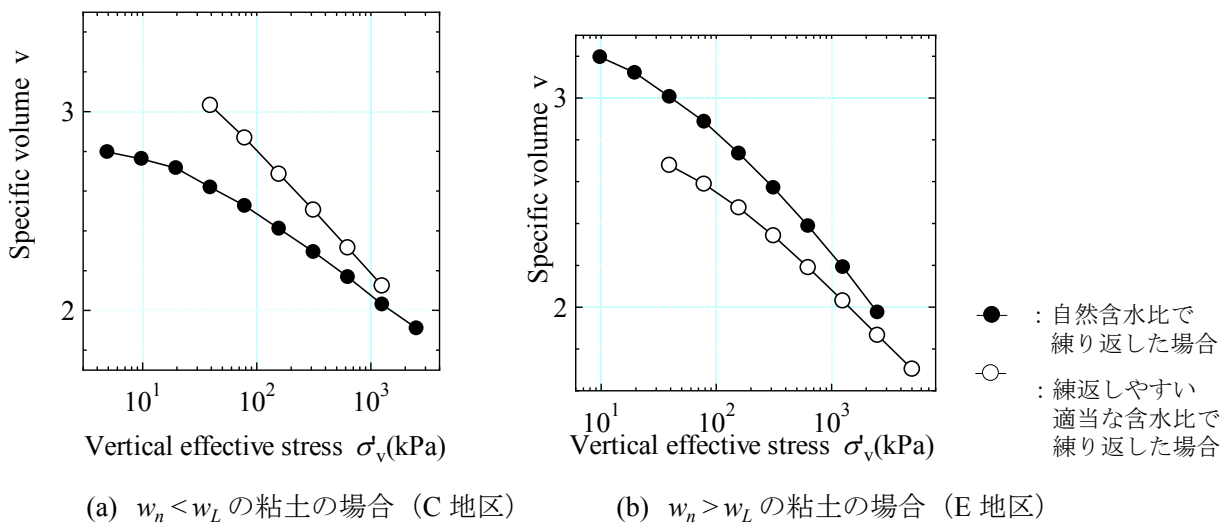 3
2
Specific volume v
10¹ 10² 10³
Vertical effective stress σ'ᵥ(kPa)
(a) wₙ < w_L の粘土の場合（C 地区）
3
2
Specific volume v
10¹ 10² 10³
Vertical effective stress σ'ᵥ(kPa)
(b) wₙ > w_L の粘土の場合（E 地区）
：自然含水比で
練り返した場合
：練返しやすい
適当な含水比で
練り返した場合